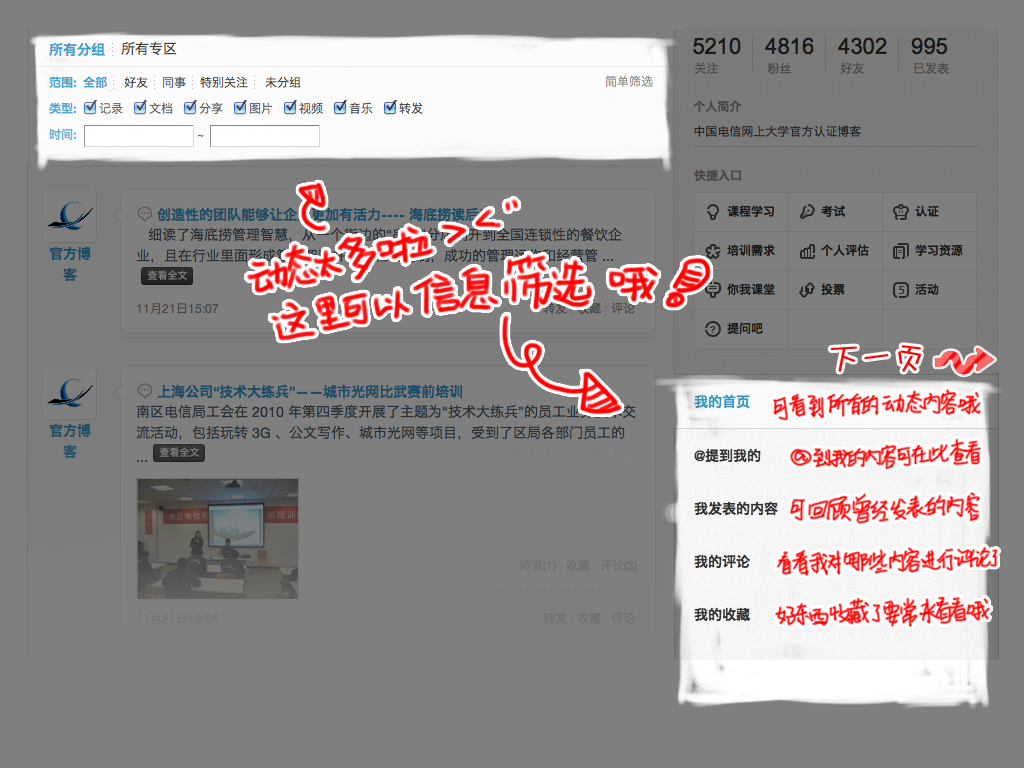 所有分组 所有专区
范围: 全部 好友 同事 特别关注 未分组 简单筛选
类型: 记录 文档 分享 图片 视频 音乐 转发
时间: ~
5210 4816 4302 995
关注 粉丝 好友 已发表
个人简介
中国电信网上大学官方认证博客
快捷入口
课程学习 考试 认证
培训需求 个人评估 学习资源
你我课堂 投票 5 活动
提问吧
官方博客
创造性的团队能够让企 更加有活力---- 海底捞读后
细读了海底捞管理智慧，从一个街边的 开到全国连锁性的餐饮企
业，且在行业里面形成 成功的管理 和经营管 ...
查看全文
11月21日15:07 转发 收藏 评论
动态太多啦 ><"
这里可以信息筛选哦！
官方博客
上海公司“技术大练兵”——城市光网比武赛前培训
南区电信局工会在 2010 年第四季度开展了主题为“技术大练兵”的员工业 交
流活动，包括玩转 3G 、公文写作、城市光网等项目，受到了区局各部门员工的
... 查看全文
转发(1) 收藏 评论(3)
11月21日15:06 转发 收藏 评论
下一页
我的首页 可看到所有的动态内容哦
@提到我的 @到我的内容可在此查看
我发表的内容 可回顾曾经发表的内容
我的评论 看看我对哪些内容进行评论了
我的收藏 好东西收藏了要常来看看哦